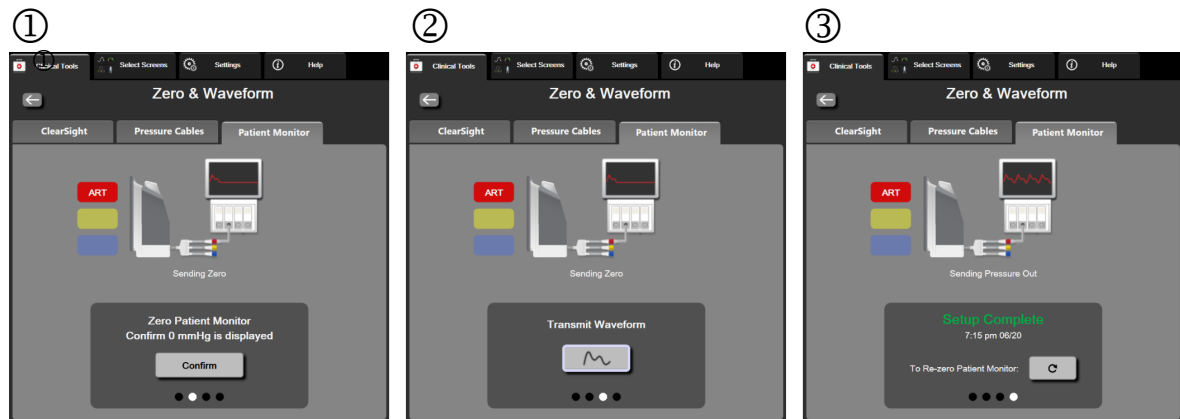 ①
①
Clinical Tools
Select Screens
Settings
Help
Zero & Waveform
ClearSight
Pressure Cables
Patient Monitor
ART
Sending Zero
Zero Patient Monitor
Confirm 0 mmHg is displayed
Confirm
②
Clinical Tools
Select Screens
Settings
Help
Zero & Waveform
ClearSight
Pressure Cables
Patient Monitor
ART
Sending Zero
Transmit Waveform
③
Clinical Tools
Select Screens
Settings
Help
Zero & Waveform
ClearSight
Pressure Cables
Patient Monitor
ART
Sending Pressure Out
Setup Complete
7:15 pm 06/20
To Re-zero Patient Monitor: